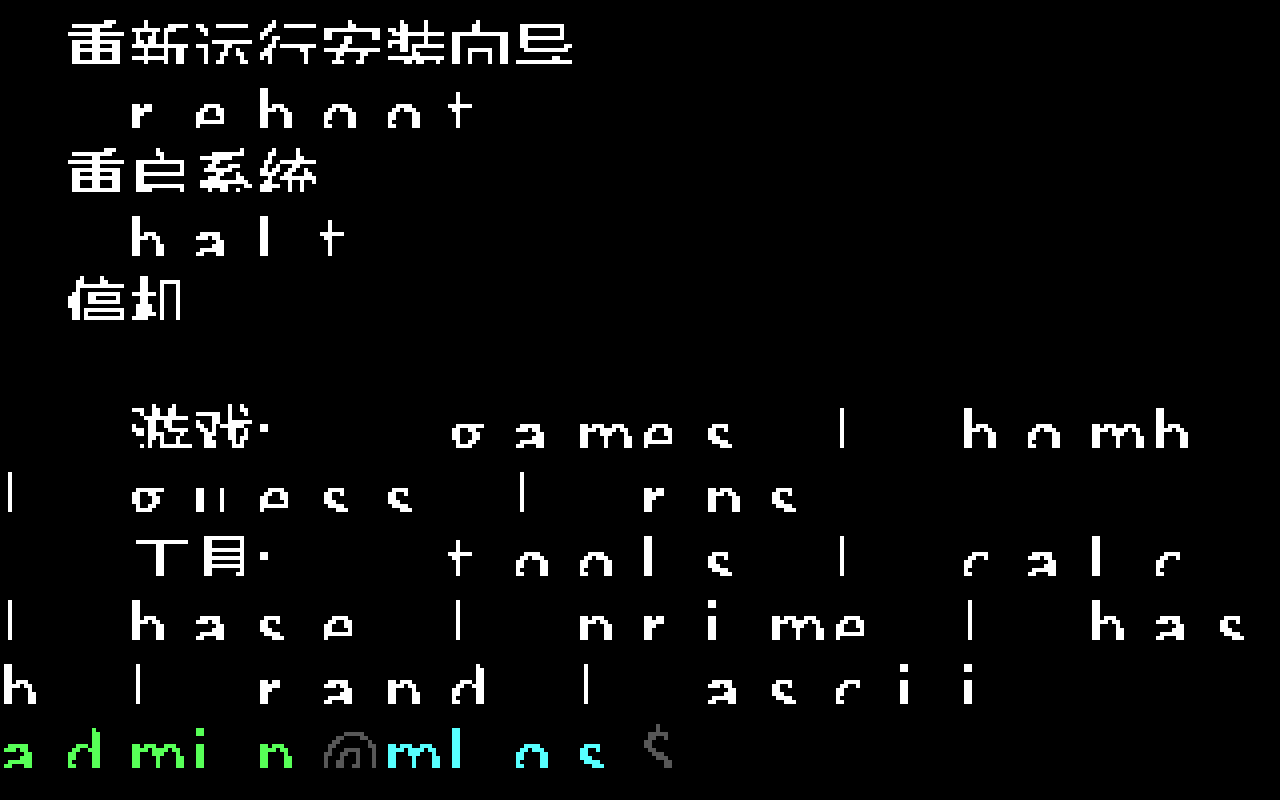 重新运行安装向导
reboot
重启系统
halt
停机
游戏: games | bomb
| guess | rps
工具: tools | calc
| base | prime | has
h | rand | ascii
admin@mlos $